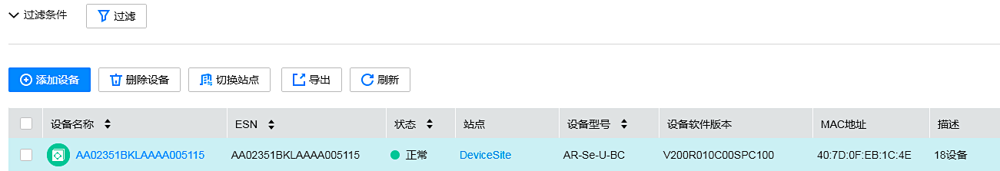 过滤条件 过滤
添加设备 删除设备 切换站点 导出 刷新
设备名称 ESN 状态 站点 设备型号 设备软件版本 MAC地址 描述
AA02351BKLAAAA005115 AA02351BKLAAAA005115 正常 DeviceSite AR-Se-U-BC V200R010C00SPC100 40:7D:0F:EB:1C:4E 18设备